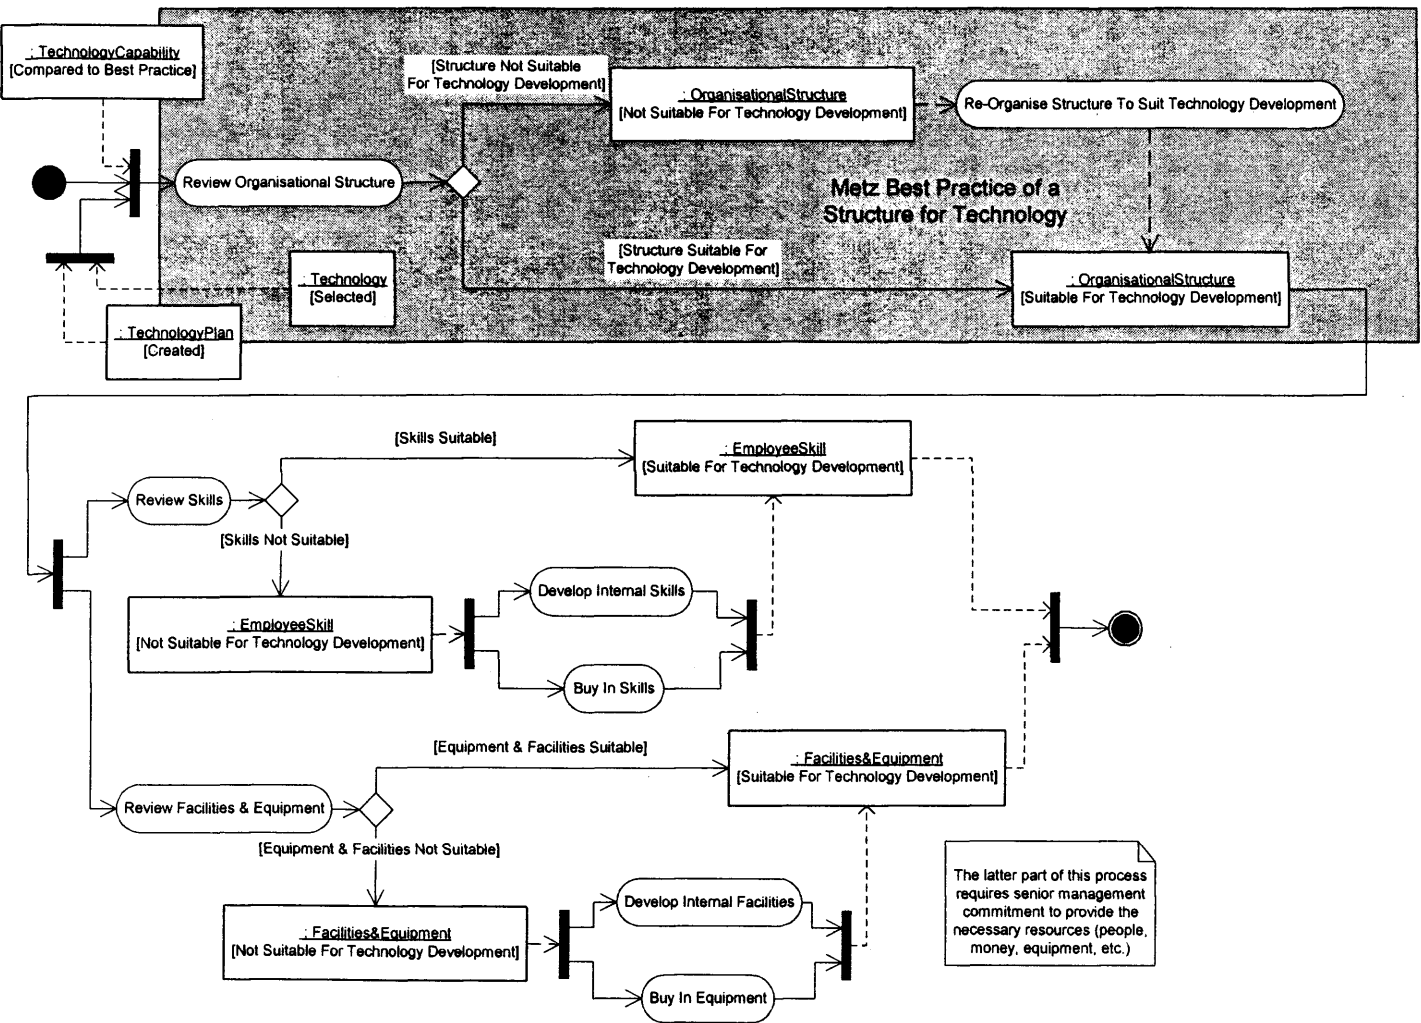 : TechnologyCapability
[Compared to Best Practice]
[Structure Not Suitable
For Technology Development]
: OrganisationalStructure
[Not Suitable For Technology Development]
Re-Organise Structure To Suit Technology Development
Review Organisational Structure
Metz Best Practice of a
Structure for Technology
[Structure Suitable For
Technology Development]
: Technology
[Selected]
: OrganisationalStructure
[Suitable For Technology Development]
: TechnologyPlan
[Created]
[Skills Suitable]
: EmployeeSkill
[Suitable For Technology Development]
Review Skills
[Skills Not Suitable]
Develop Internal Skills
: EmployeeSkill
[Not Suitable For Technology Development]
Buy In Skills
[Equipment & Facilities Suitable]
: Facilities&Equipment
[Suitable For Technology Development]
Review Facilities & Equipment
[Equipment & Facilities Not Suitable]
The latter part of this process
requires senior management
commitment to provide the
necessary resources (people,
money, equipment, etc.)
Develop Internal Facilities
: Facilities&Equipment
[Not Suitable For Technology Development]
Buy In Equipment